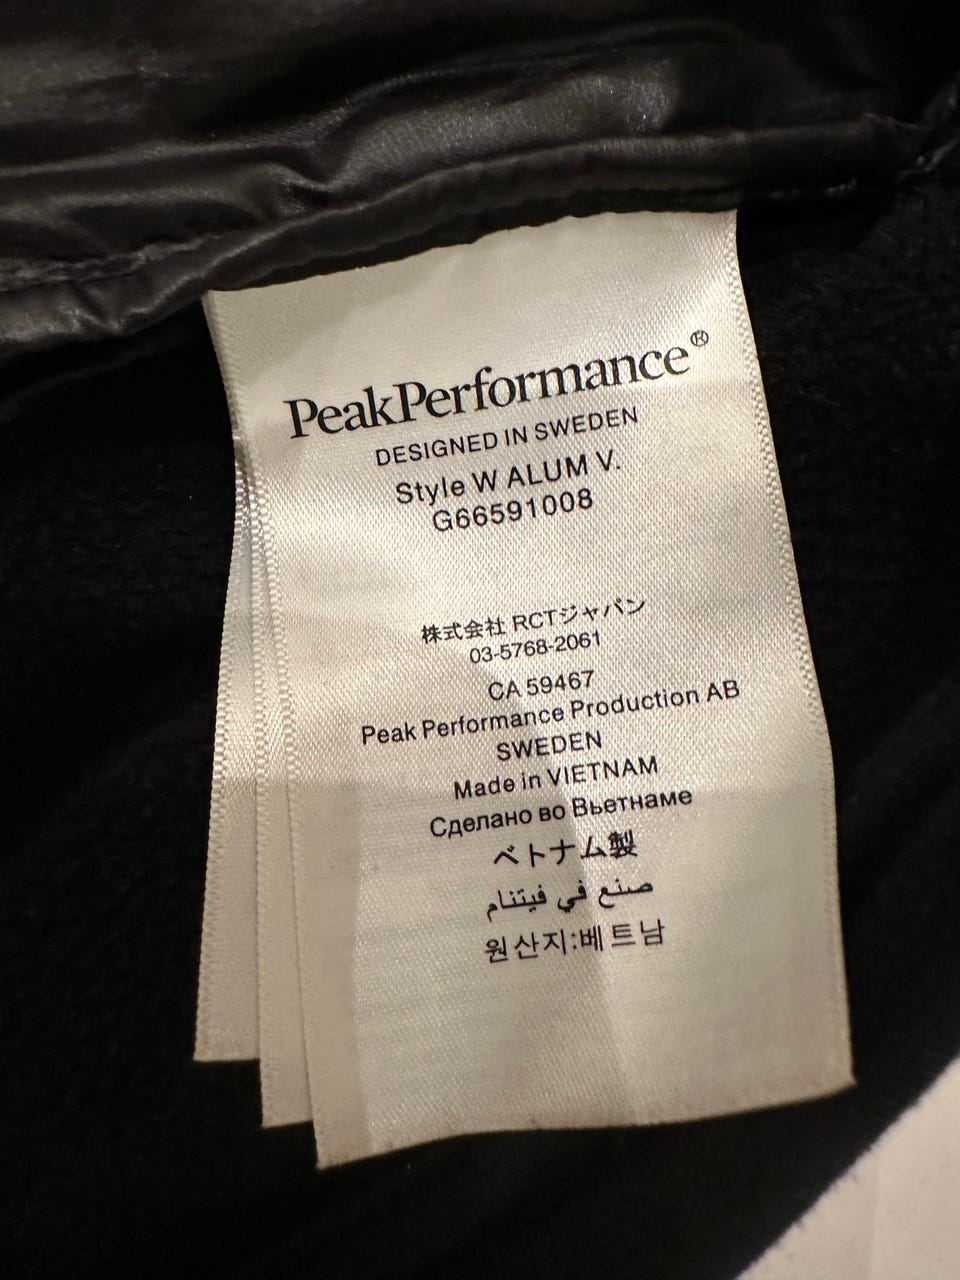 PeakPerformance®
DESIGNED IN SWEDEN
Style W ALUM V.
G66591008
株式会社 RCTジャパン
03-5768-2061
CA 59467
Peak Performance Production AB
SWEDEN
Made in VIETNAM
Сделано во Вьетнаме
ベトナム製
صنع في فيتنام
원산지:베트남